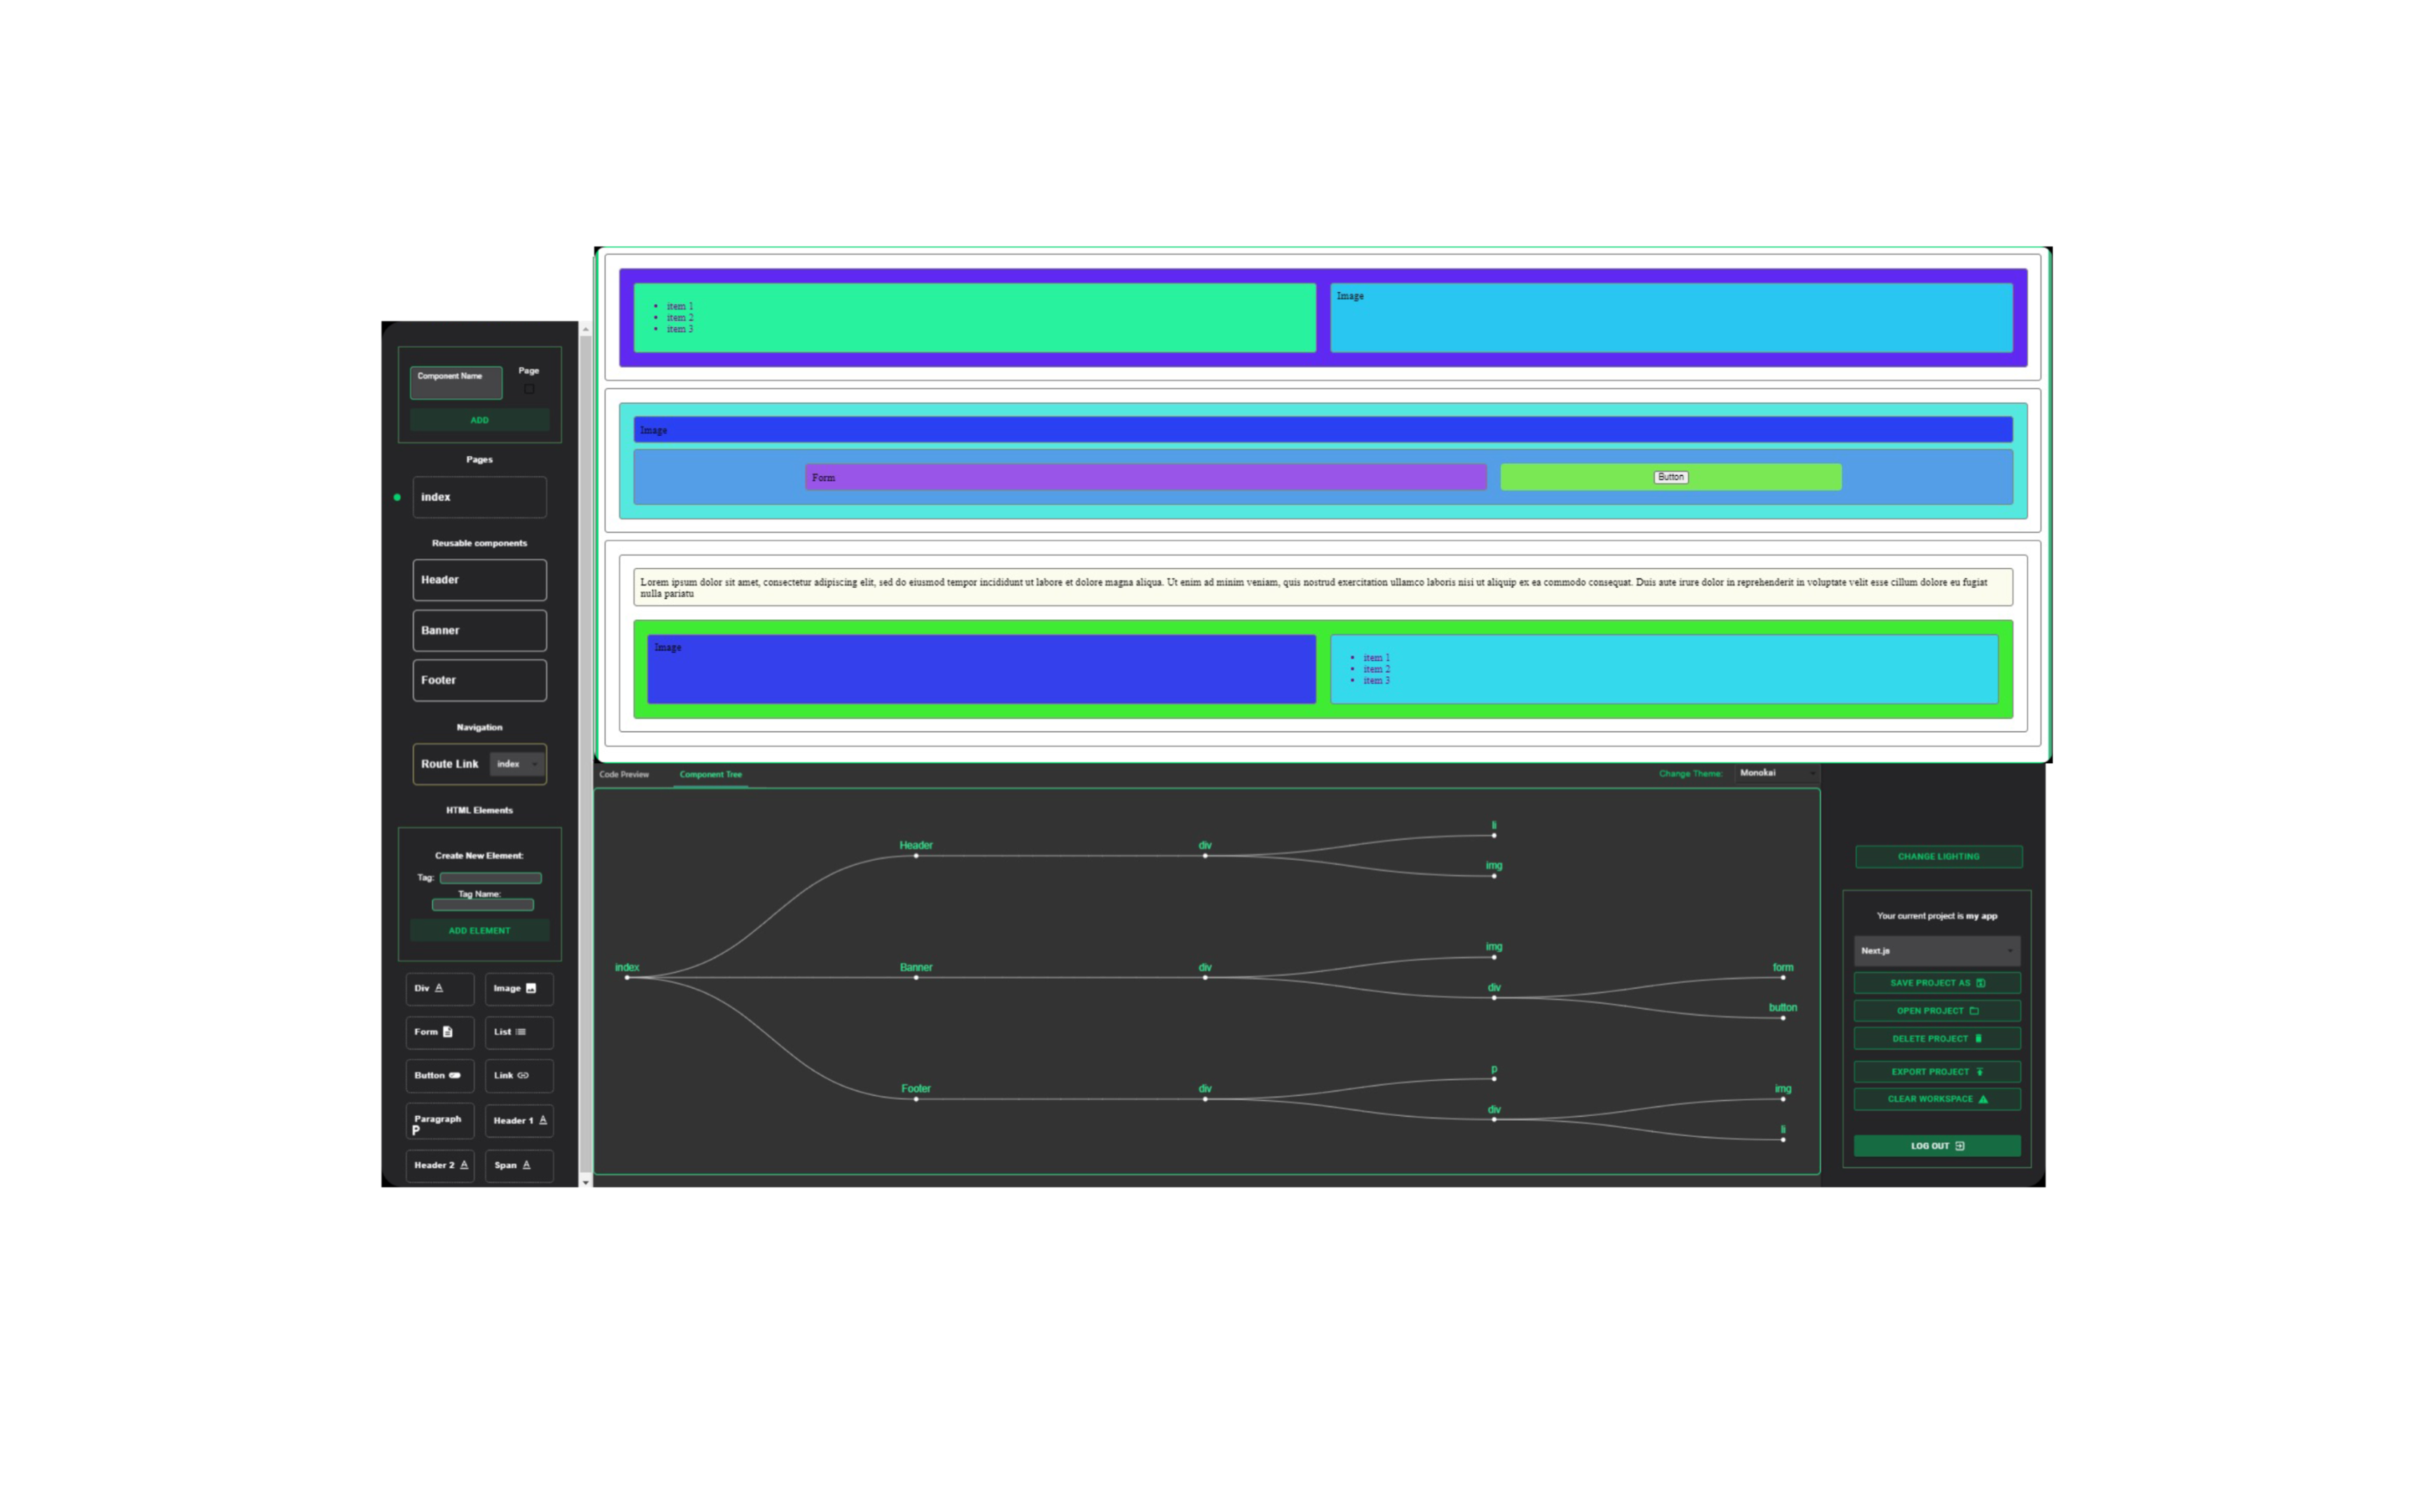 Component Name
Page
ADD
Pages
index
Reusable components
Header
Banner
Footer
Navigation
Route Link index
HTML Elements
Create New Element:
Tag:
Tag Name:
ADD ELEMENT
Div
Image
Form
List
Button
Link
Paragraph
P
Header 1
Header 2
Span
item 1
item 2
item 3
Image
Image
Form
Button
Lorem ipsum dolor sit amet, consectetur adipiscing elit, sed do eiusmod tempor incididunt ut labore et dolore magna aliqua. Ut enim ad minim veniam, quis nostrud exercitation ullamco laboris nisi ut aliquip ex ea commodo consequat. Duis aute irure dolor in reprehenderit in voluptate velit esse cillum dolore eu fugiat
nulla pariatu
Image
item 1
item 2
item 3
Code Preview
Component Tree
Change Theme: Monokai
index
Header
div
li
img
Banner
div
img
div
form
button
Footer
div
p
div
img
li
CHANGE LIGHTING
Your current project is my app
Next.js
SAVE PROJECT AS
OPEN PROJECT
DELETE PROJECT
EXPORT PROJECT
CLEAR WORKSPACE
LOG OUT